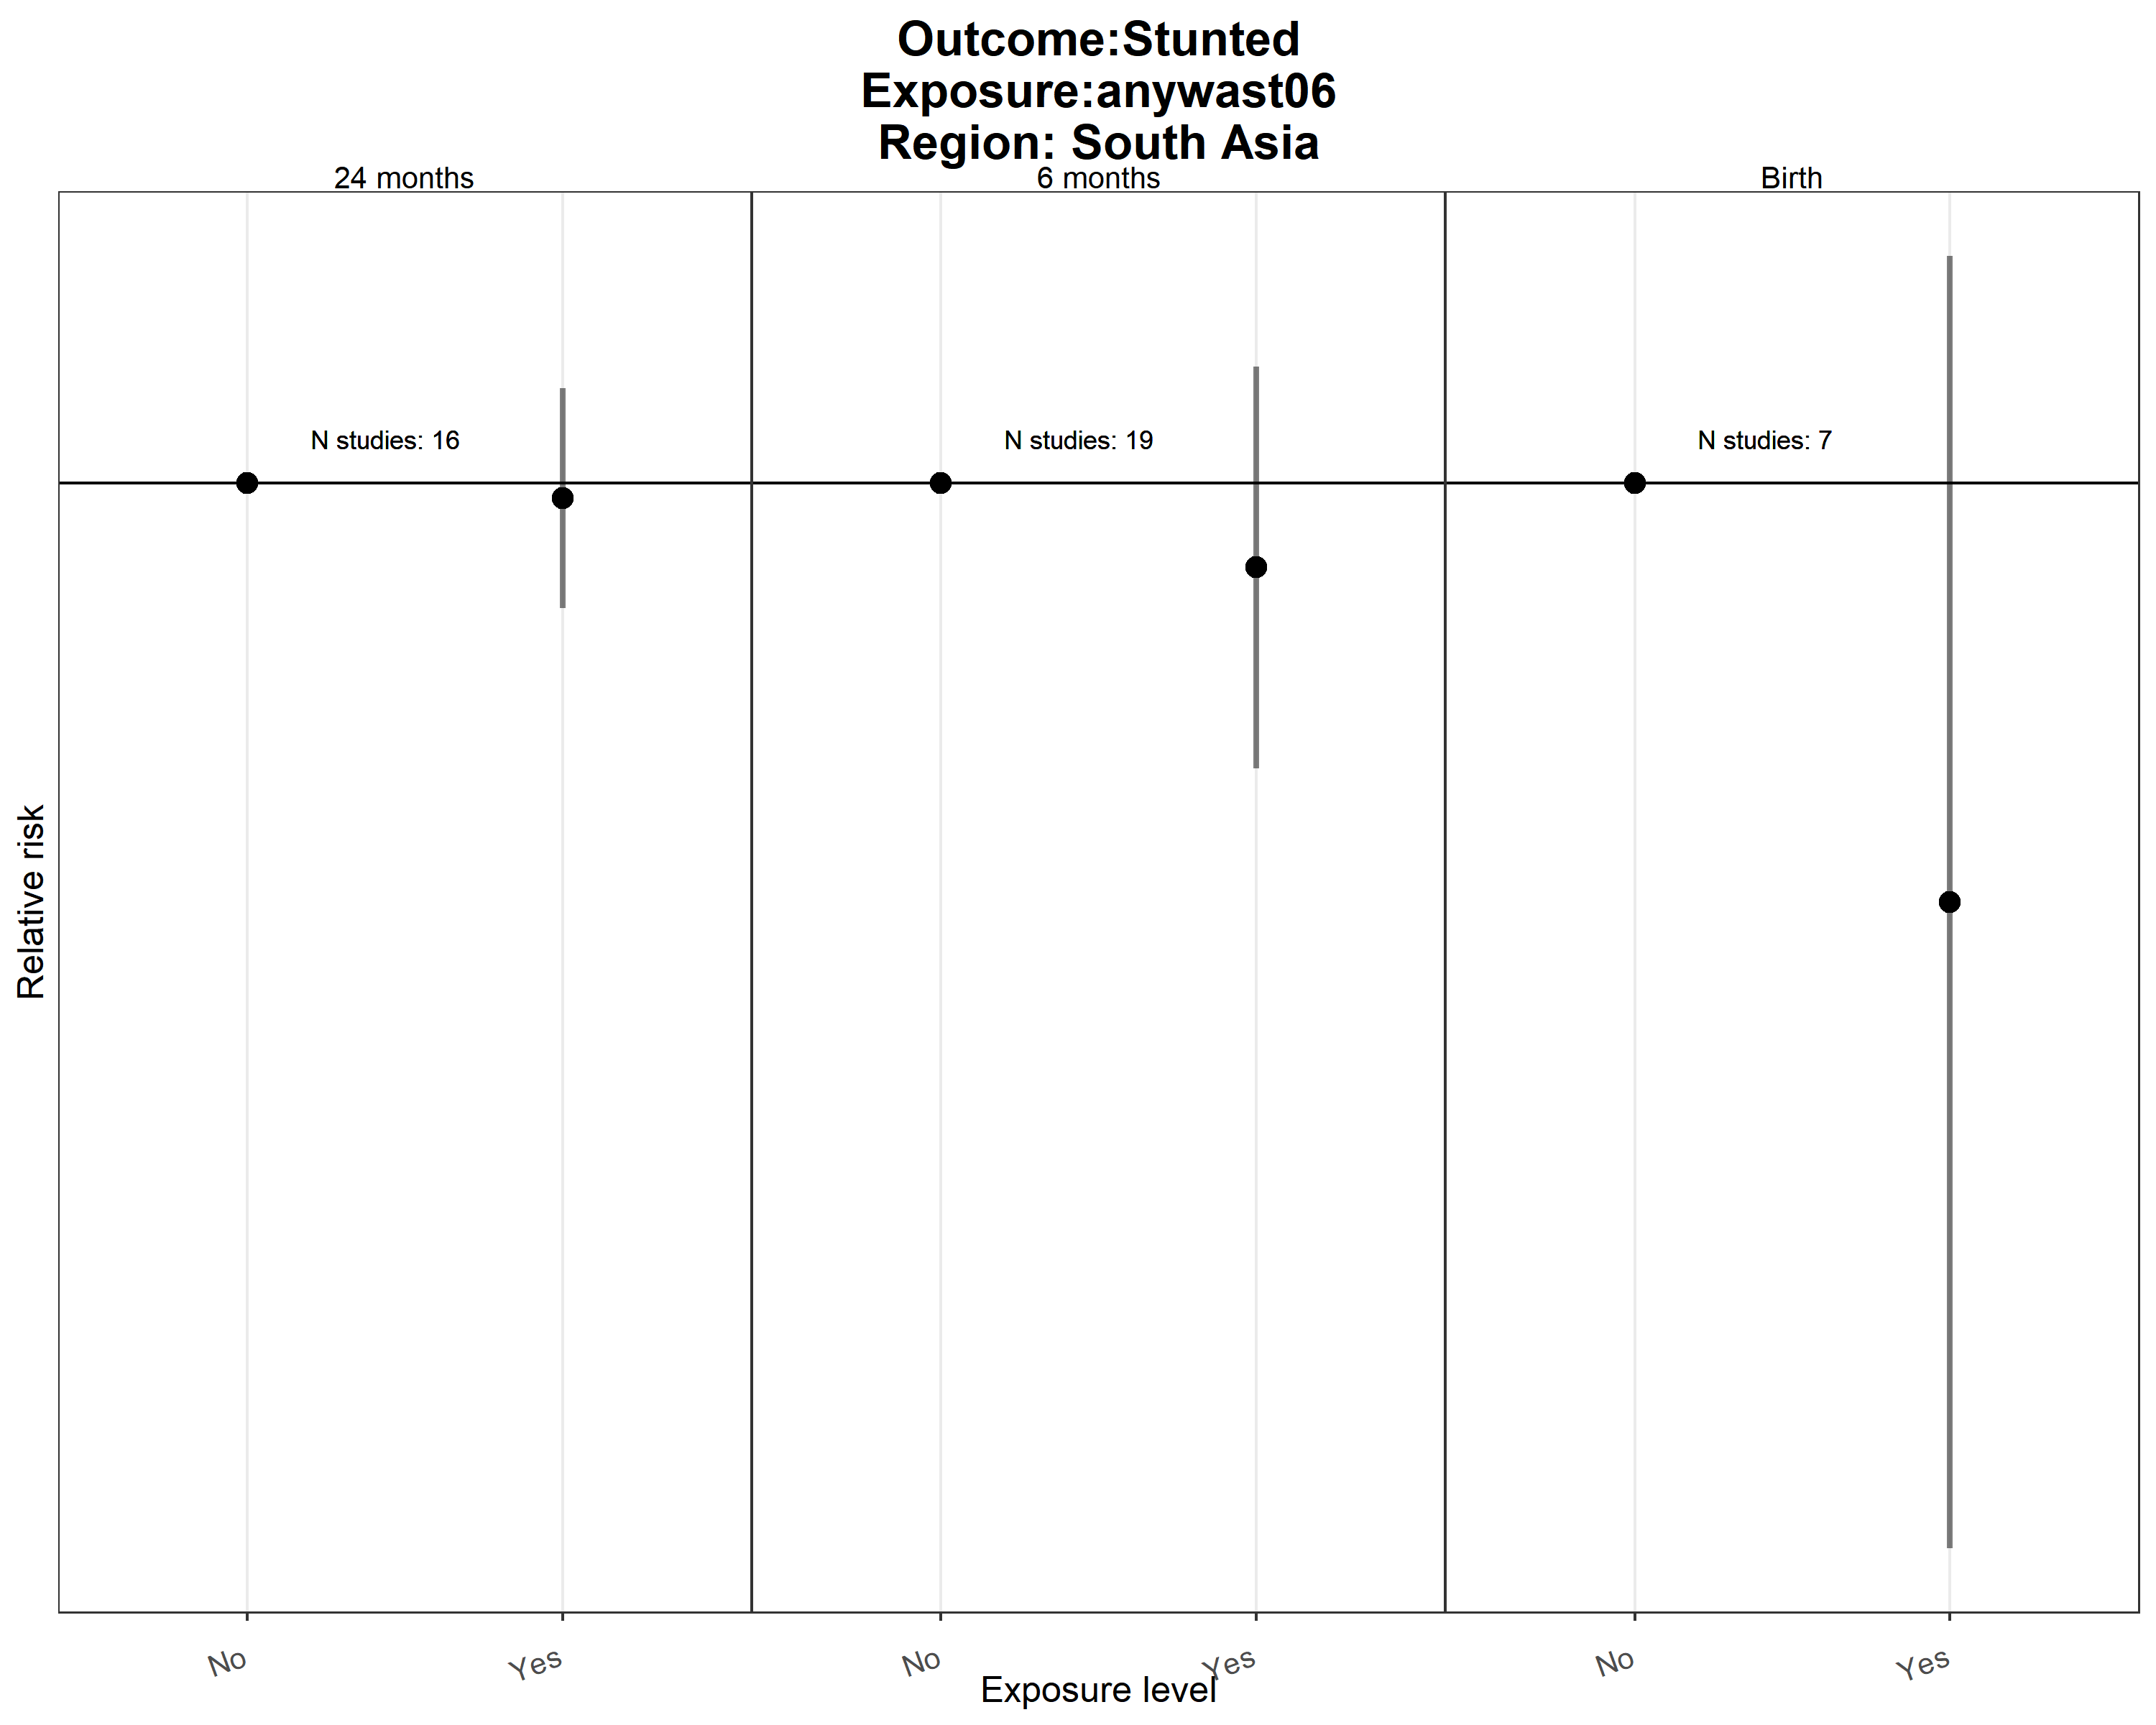 Outcome:Stunted
Exposure:anywast06
Region: South Asia
24 months
6 months
Birth
N studies: 16
N studies: 19
N studies: 7
Relative risk
No
Yes
No
Yes
No
Yes
Exposure level